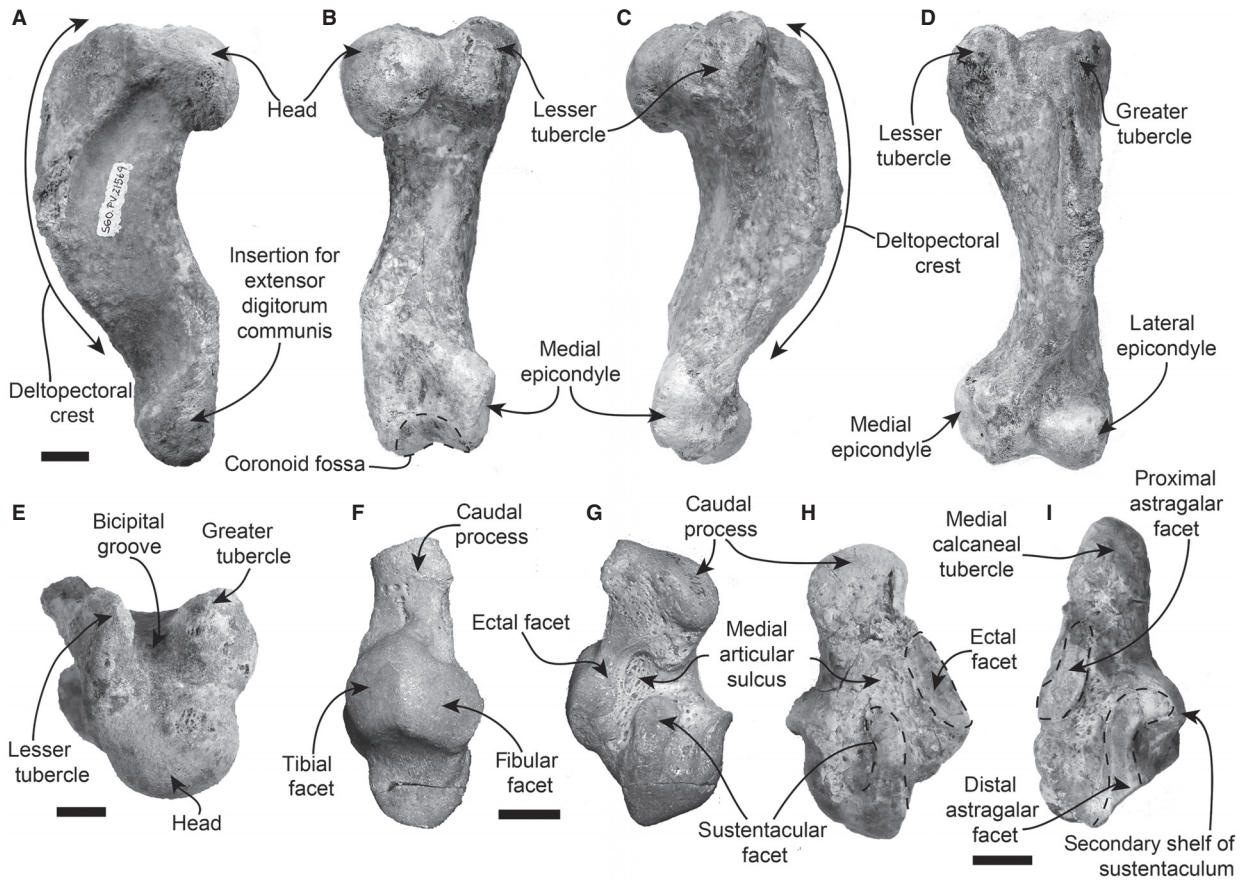 A
B
C
D
Head
Lesser
tubercle
Lesser
tubercle
Greater
tubercle
SGO.PV.21569
Insertion for
extensor
digitorum
communis
Deltopectoral
crest
Deltopectoral
crest
Medial
epicondyle
Lateral
epicondyle
Medial
epicondyle
Coronoid fossa
E
F
G
H
I
Bicipital
groove
Greater
tubercle
Caudal
process
Caudal
process
Medial
calcaneal
tubercle
Proximal
astragalar
facet
Ectal facet
Medial
articular
sulcus
Ectal
facet
Lesser
tubercle
Head
Tibial
facet
Fibular
facet
Sustentacular
facet
Distal
astragalar
facet
Secondary shelf of
sustentaculum